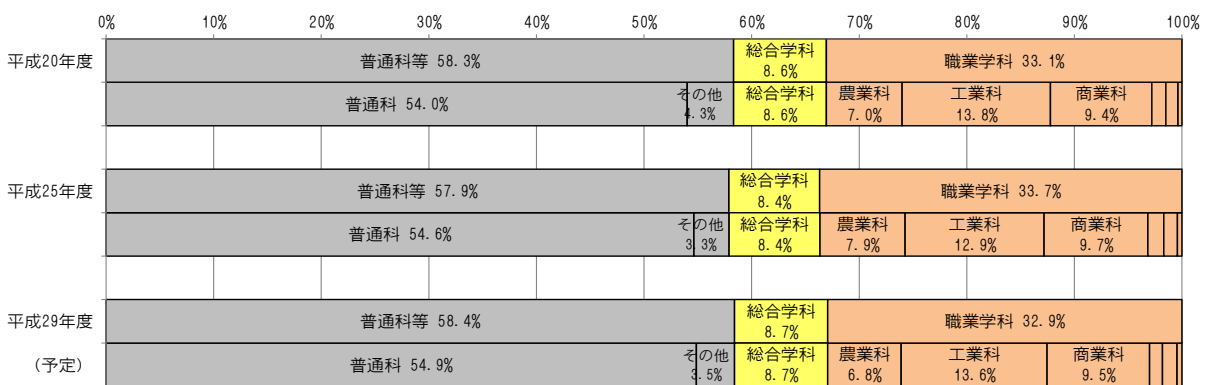 0% 10% 20% 30% 40% 50% 60% 70% 80% 90% 100%
平成20年度
普通科等 58.3%
総合学科
8.6%
職業学科 33.1%
普通科 54.0%
その他
4.3%
総合学科
8.6%
農業科
7.0%
工業科
13.8%
商業科
9.4%
平成25年度
普通科等 57.9%
総合学科
8.4%
職業学科 33.7%
普通科 54.6%
その他
3.3%
総合学科
8.4%
農業科
7.9%
工業科
12.9%
商業科
9.7%
平成29年度
普通科等 58.4%
総合学科
8.7%
職業学科 32.9%
(予定)
普通科 54.9%
その他
3.5%
総合学科
8.7%
農業科
6.8%
工業科
13.6%
商業科
9.5%